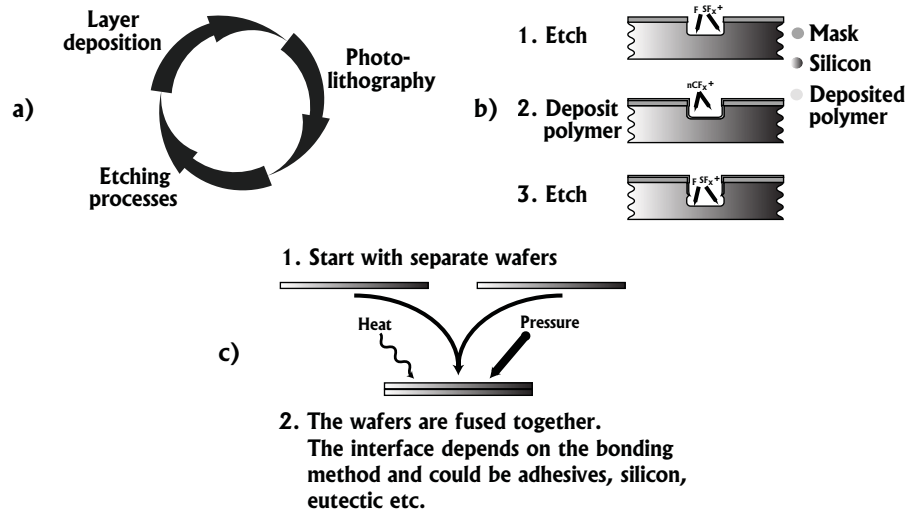 a)
Layer
deposition
Photo-
lithography
Etching
processes
b)
1. Etch
F SFx+
2. Deposit
polymer
nCFx+
3. Etch
F SFx+
Mask
Silicon
Deposited
polymer
c)
1. Start with separate wafers
Heat
Pressure
2. The wafers are fused together.
The interface depends on the bonding
method and could be adhesives, silicon,
eutectic etc.